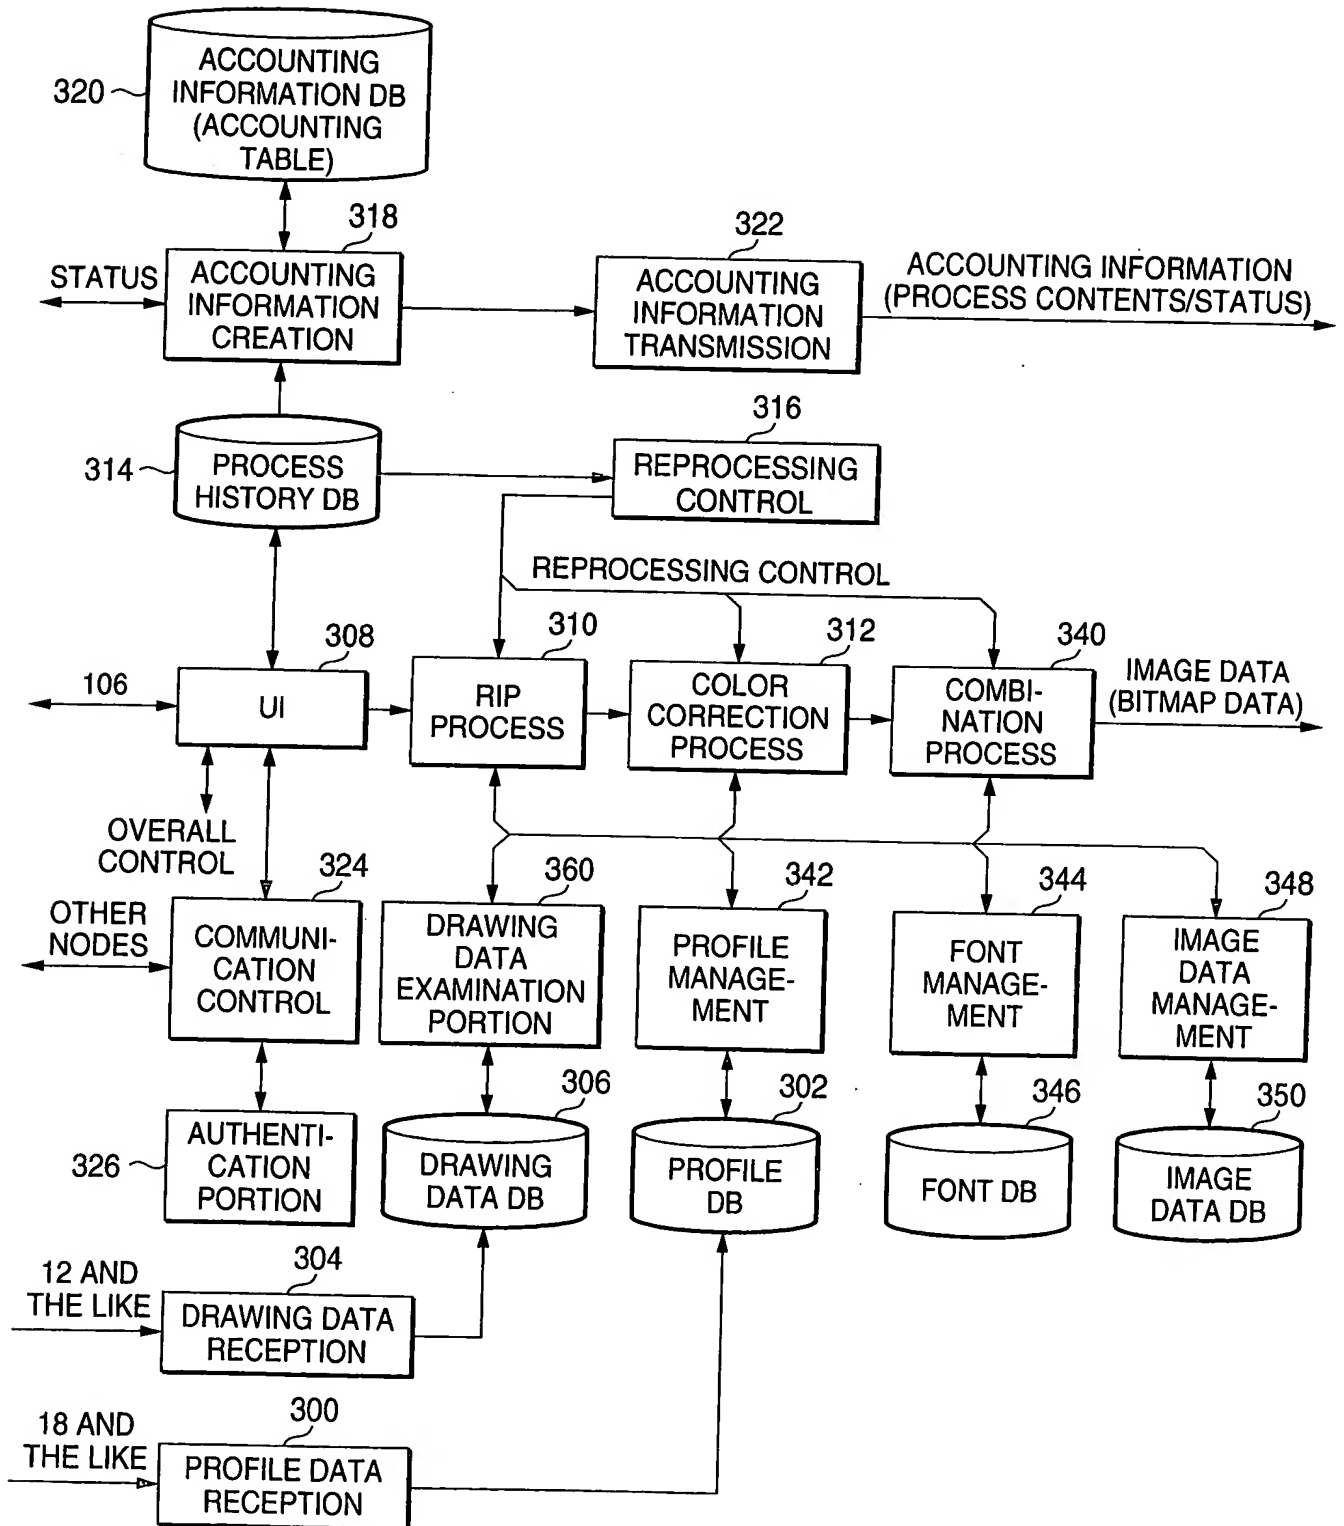 ACCOUNTING
INFORMATION DB
(ACCOUNTING
TABLE)
320
318
322
STATUS
ACCOUNTING
INFORMATION
CREATION
ACCOUNTING
INFORMATION
TRANSMISSION
ACCOUNTING INFORMATION
(PROCESS CONTENTS/STATUS)
316
314
PROCESS
HISTORY DB
REPROCESSING
CONTROL
REPROCESSING CONTROL
308
310
312
340
106
UI
RIP
PROCESS
COLOR
CORRECTION
PROCESS
COMBI-
NATION
PROCESS
IMAGE DATA
(BITMAP DATA)
OVERALL
CONTROL
324
360
342
344
348
OTHER
NODES
COMMUNI-
CATION
CONTROL
DRAWING
DATA
EXAMINATION
PORTION
PROFILE
MANAGE-
MENT
FONT
MANAGE-
MENT
IMAGE
DATA
MANAGE-
MENT
306
302
346
350
326
AUTHENTI-
CATION
PORTION
DRAWING
DATA DB
PROFILE
DB
FONT DB
IMAGE
DATA DB
12 AND
THE LIKE
304
DRAWING DATA
RECEPTION
18 AND
THE LIKE
300
PROFILE DATA
RECEPTION